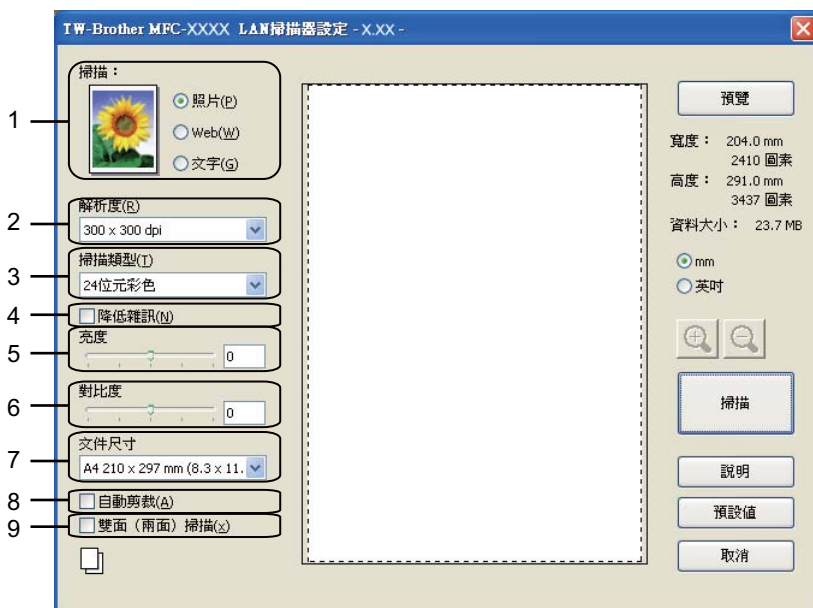 TW-Brother MFC-XXXX LAN掃描器設定 - X.XX -
1
掃描：
照片(P)
Web(W)
文字(G)
2
解析度(R)
300 x 300 dpi
3
掃描類型(T)
24位元彩色
4
降低雜訊(N)
5
亮度
0
6
對比度
0
7
文件尺寸
A4 210 x 297 mm (8.3 x 11.
8
自動剪裁(A)
9
雙面（兩面）掃描(x)
預覽
寬度： 204.0 mm
2410 圖素
高度： 291.0 mm
3437 圖素
資料大小： 23.7 MB
mm
英吋
掃描
說明
預設值
取消